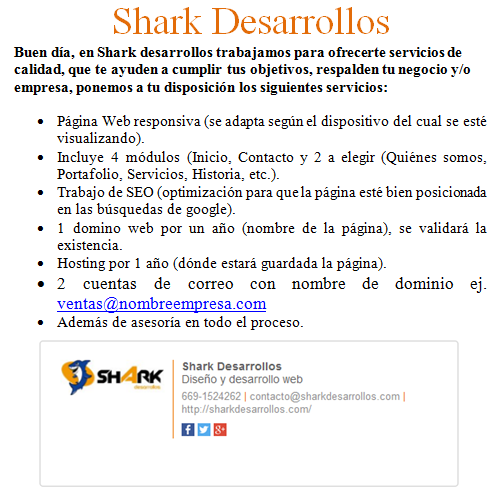 Shark Desarrollos
Buen día, en Shark desarrollos trabajamos para ofrecerte servicios de
calidad, que te ayuden a cumplir tus objetivos, respalden tu negocio y/o
empresa, ponemos a tu disposición los siguientes servicios:
• Página Web responsiva (se adapta según el dispositivo del cual se esté
visualizando).
• Incluye 4 módulos (Inicio, Contacto y 2 a elegir (Quiénes somos,
Portafolio, Servicios, Historia, etc.).
• Trabajo de SEO (optimización para que la página esté bien posicionada
en las búsquedas de google).
• 1 domino web por un año (nombre de la página), se validará la
existencia.
• Hosting por 1 año (dónde estará guardada la página).
• 2 cuentas de correo con nombre de dominio ej.
ventas@nombreempresa.com
• Además de asesoría en todo el proceso.
SH4RK
desarrollos
Shark Desarrollos
Diseño y desarrollo web
669-1524262 | contacto@sharkdesarrollos.com |
http://sharkdesarrollos.com/